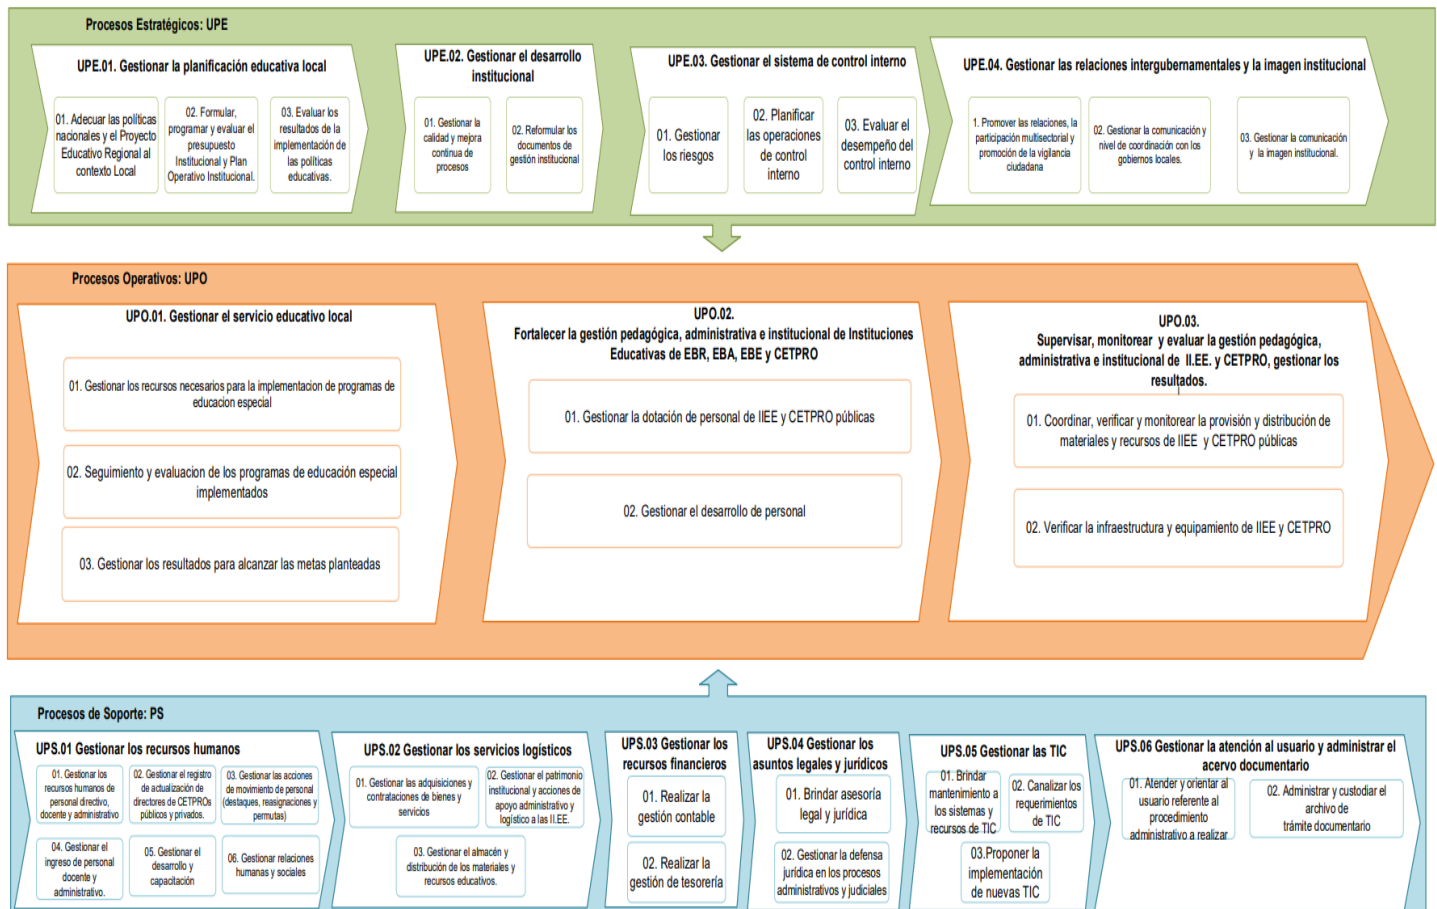 Procesos Estratégicos: UPE
UPE.01. Gestionar la planificación educativa local
01. Adecuar las políticas
nacionales y el Proyecto
Educativo Regional al
contexto Local
02. Formular,
programar y evaluar el
presupuesto
Institucional y Plan
Operativo Institucional.
03. Evaluar los
resultados de la
implementación de
las políticas
educativas.
UPE.02. Gestionar el desarrollo
institucional
01. Gestionar la
calidad y mejora
continua de
procesos
02. Reformular los
documentos de
gestión institucional
UPE.03. Gestionar el sistema de control interno
01. Gestionar
los riesgos
02. Planificar
las operaciones
de control
interno
03. Evaluar el
desempeño del
control interno
UPE.04. Gestionar las relaciones intergubernamentales y la imagen institucional
1. Promover las relaciones, la
participación multisectorial y
promoción de la vigilancia
ciudadana
02. Gestionar la comunicación y
nivel de coordinación con los
gobiernos locales.
03. Gestionar la comunicación
y la imagen institucional.
Procesos Operativos: UPO
UPO.01. Gestionar el servicio educativo local
01. Gestionar los recursos necesarios para la implementacion de programas de
educacion especial
02. Seguimiento y evaluacion de los programas de educación especial
implementados
03. Gestionar los resultados para alcanzar las metas planteadas
UPO.02.
Fortalecer la gestión pedagógica, administrativa e institucional de Instituciones
Educativas de EBR, EBA, EBE y CETPRO
01. Gestionar la dotación de personal de IIEE y CETPRO públicas
02. Gestionar el desarrollo de personal
UPO.03.
Supervisar, monitorear y evaluar la gestión pedagógica,
administrativa e institucional de II.EE. y CETPRO, gestionar los
resultados.
01. Coordinar, verificar y monitorear la provisión y distribución de
materiales y recursos de IIEE y CETPRO públicas
02. Verificar la infraestructura y equipamiento de IIEE y CETPRO
Procesos de Soporte: PS
UPS.01 Gestionar los recursos humanos
01. Gestionar los
recursos humanos de
personal directivo,
docente y administrativo
02. Gestionar el registro
de actualización de
directores de CETPROs
públicos y privados.
03. Gestionar las acciones
de movimiento de personal
(destaques, reasignaciones y
permutas)
04. Gestionar el
ingreso de personal
docente y
administrativo.
05. Gestionar el
desarrollo y
capacitación
06. Gestionar relaciones
humanas y sociales
UPS.02 Gestionar los servicios logísticos
01. Gestionar las adquisiciones y
contrataciones de bienes y
servicios
02. Gestionar el patrimonio
institucional y acciones de
apoyo administrativo y
logístico a las II.EE.
03. Gestionar el almacén y
distribución de los materiales y
recursos educativos.
UPS.03 Gestionar los
recursos financieros
01. Realizar la
gestión contable
02. Realizar la
gestión de tesorería
UPS.04 Gestionar los
asuntos legales y jurídicos
01. Brindar asesoría
legal y jurídica
02. Gestionar la defensa
jurídica en los procesos
administrativos y judiciales
UPS.05 Gestionar las TIC
01. Brindar
mantenimiento a
los sistemas y
recursos de TIC
02. Canalizar los
requerimientos
de TIC
03.Proponer la
implementación
de nuevas TIC
UPS.06 Gestionar la atención al usuario y administrar el
acervo documentario
01. Atender y orientar al
usuario referente al
procedimiento
administrativo a realizar
02. Administrar y custodiar el
archivo de
trámite documentario